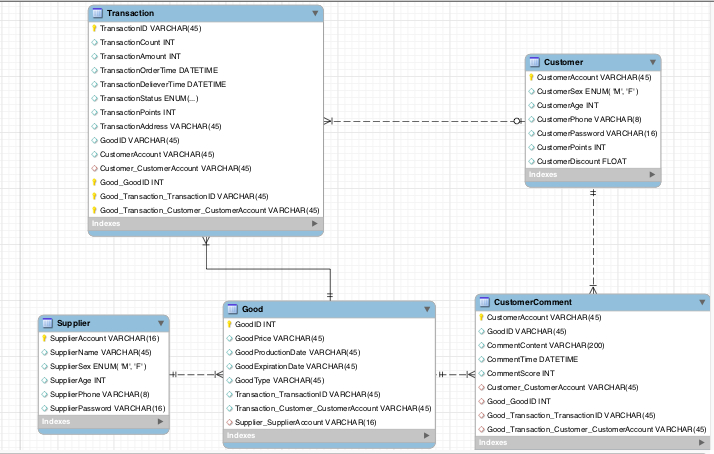 Transaction
TransactionID VARCHAR(45)
TransactionCount INT
TransactionAmount INT
TransactionOrderTime DATETIME
TransactionDelieverTime DATETIME
TransactionStatus ENUM(...)
TransactionPoints INT
TransactionAddress VARCHAR(45)
GoodID VARCHAR(45)
CustomerAccount VARCHAR(45)
Customer_CustomerAccount VARCHAR(45)
Good_GoodID INT
Good_Transaction_TransactionID VARCHAR(45)
Good_Transaction_Customer_CustomerAccount VARCHAR(45)
Indexes
Customer
CustomerAccount VARCHAR(45)
CustomerSex ENUM( 'M', 'F' )
CustomerAge INT
CustomerPhone VARCHAR(8)
CustomerPassword VARCHAR(16)
CustomerPoints INT
CustomerDiscount FLOAT
Indexes
Supplier
SupplierAccount VARCHAR(16)
SupplierName VARCHAR(45)
SupplierSex ENUM( 'M', 'F' )
SupplierAge INT
SupplierPhone VARCHAR(8)
SupplierPassword VARCHAR(16)
Indexes
Good
GoodID INT
GoodPrice VARCHAR(45)
GoodProductionDate VARCHAR(45)
GoodExpirationDate VARCHAR(45)
GoodType VARCHAR(45)
Transaction_TransactionID VARCHAR(45)
Transaction_Customer_CustomerAccount VARCHAR(45)
Supplier_SupplierAccount VARCHAR(16)
Indexes
CustomerComment
CustomerAccount VARCHAR(45)
GoodID VARCHAR(45)
CommentContent VARCHAR(200)
CommentTime DATETIME
CommentScore INT
Customer_CustomerAccount VARCHAR(45)
Good_GoodID INT
Good_Transaction_TransactionID VARCHAR(45)
Good_Transaction_Customer_CustomerAccount VARCHAR(45)
Indexes